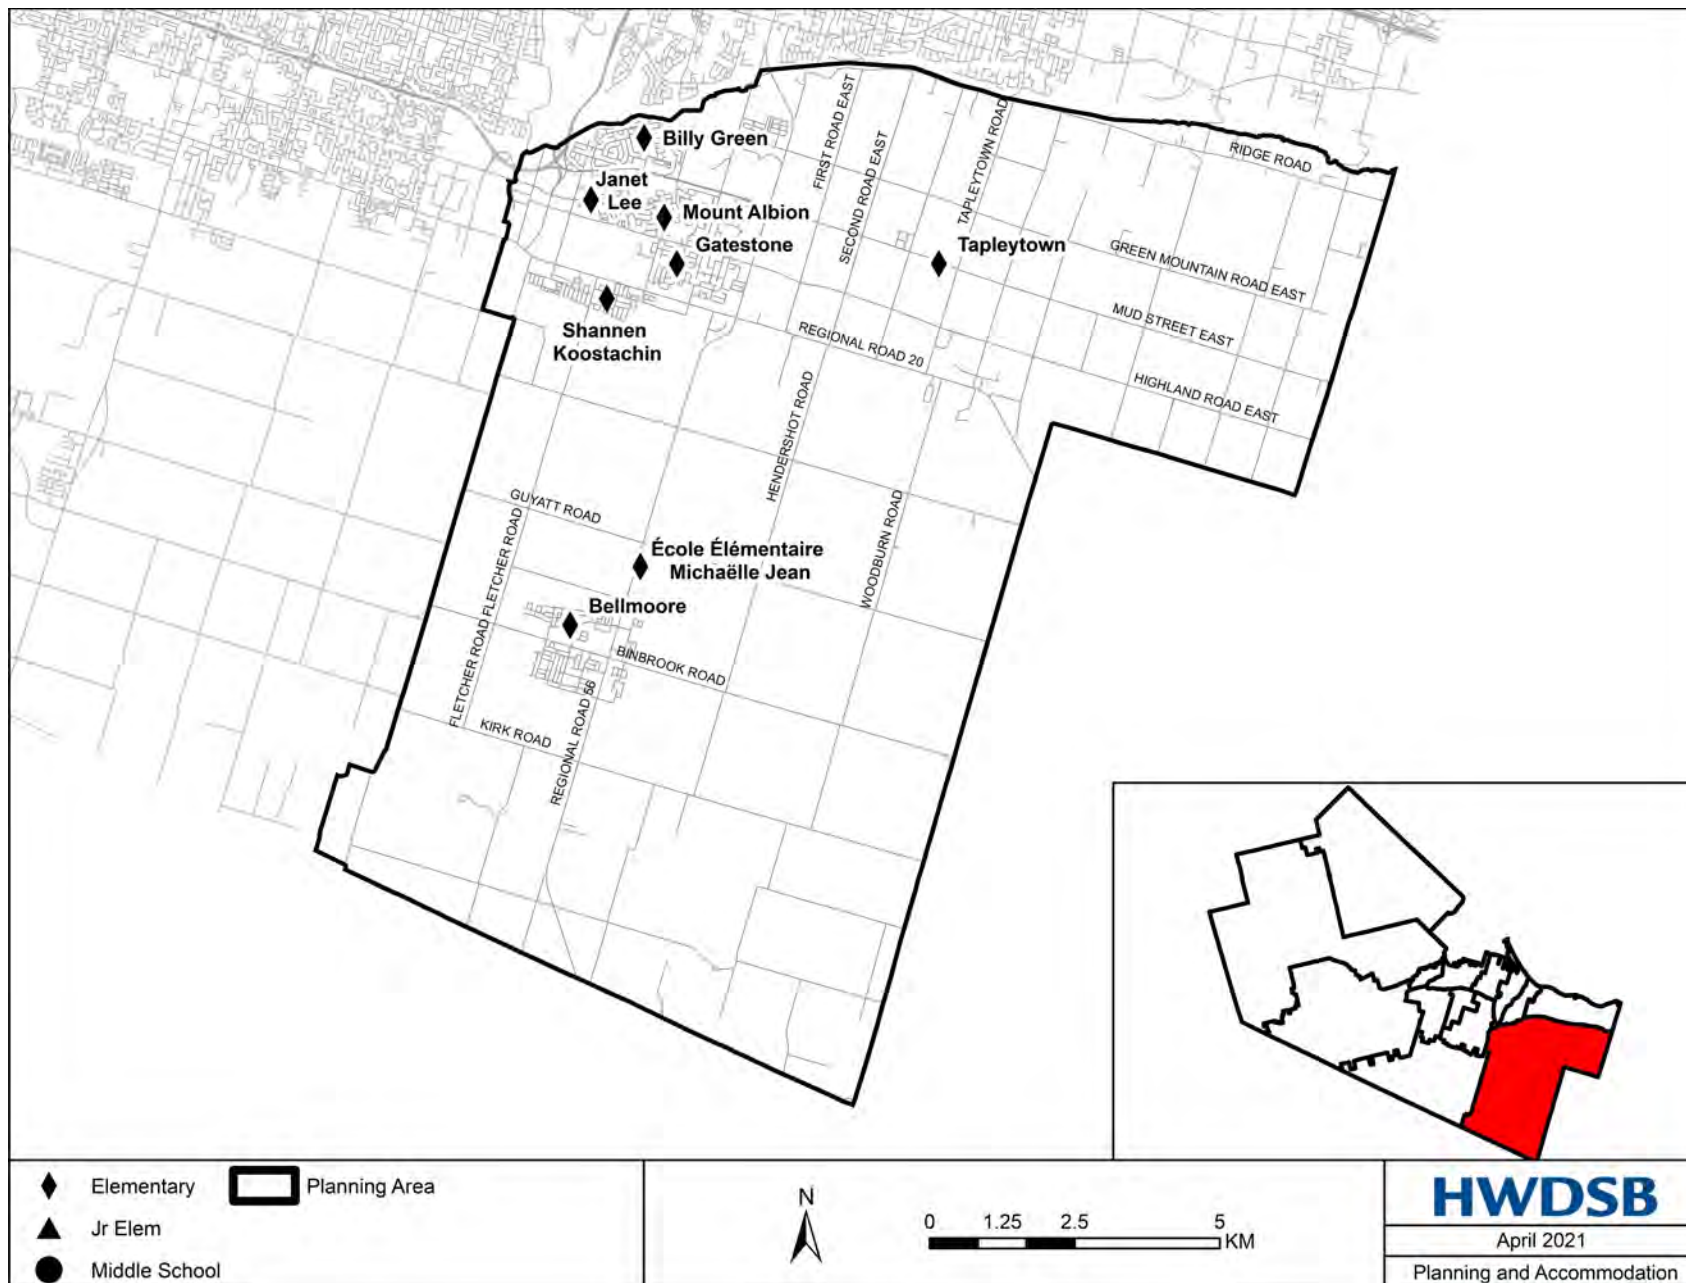 Billy Green
Janet
Lee
Mount Albion
Gatestone
Tapleytown
Shannen
Koostachin
École Élémentaire
Michaëlle Jean
Bellmoore
FIRST ROAD EAST
SECOND ROAD EAST
TAPLEYTOWN ROAD
RIDGE ROAD
GREEN MOUNTAIN ROAD EAST
MUD STREET EAST
HIGHLAND ROAD EAST
REGIONAL ROAD 20
HENDERSHOT ROAD
WOODBURN ROAD
GUYATT ROAD
FLETCHER ROAD
FLETCHER ROAD
BINBROOK ROAD
REGIONAL ROAD 56
KIRK ROAD
Elementary
Planning Area
Jr Elem
Middle School
N
0 1.25 2.5 5
KM
HWDSB
April 2021
Planning and Accommodation